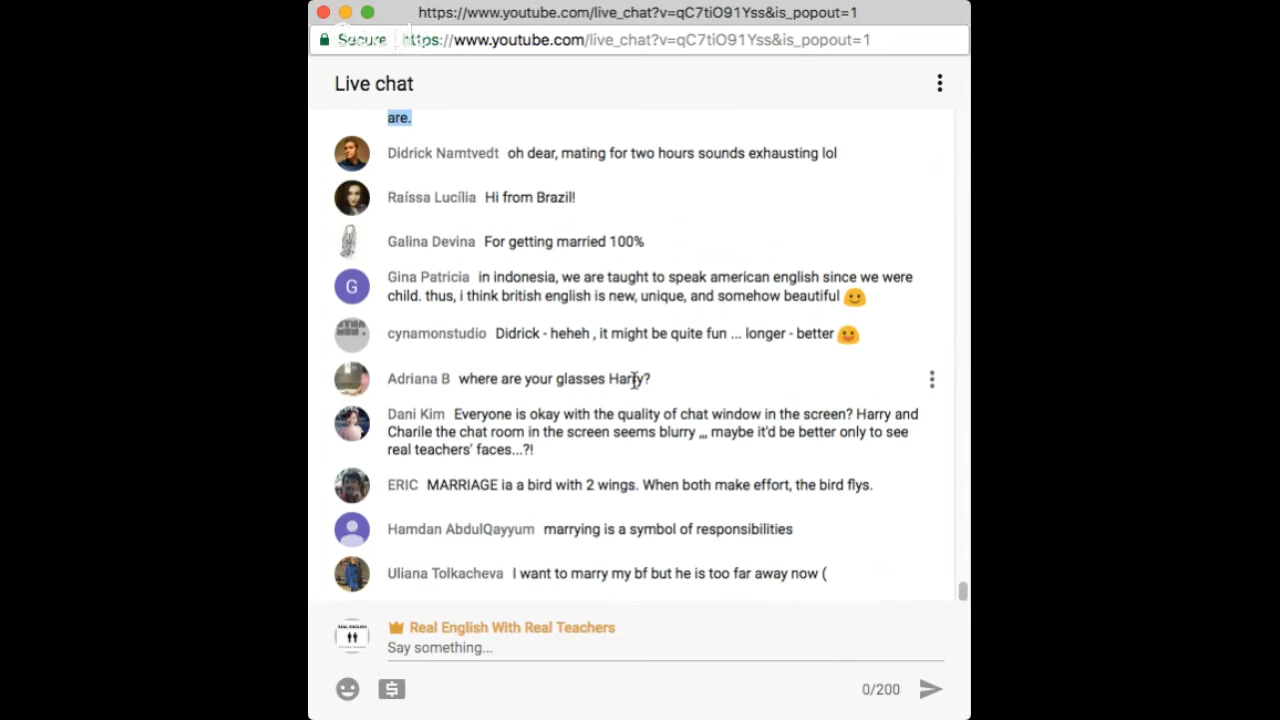 https://www.youtube.com/live_chat?v=qC7tiO91Yss&is_popout=1
Secure https://www.youtube.com/live_chat?v=qC7tiO91Yss&is_popout=1
Live chat
are.
Didrick Namtvedt oh dear, mating for two hours sounds exhausting lol
Raíssa Lucília Hi from Brazil!
Galina Devina For getting married 100%
Gina Patricia in indonesia, we are taught to speak american english since we were
child. thus, i think british english is new, unique, and somehow beautiful
cynamonstudio Didrick - heheh , it might be quite fun ... longer - better
Adriana B where are your glasses Harry?
Dani Kim Everyone is okay with the quality of chat window in the screen? Harry and
Charile the chat room in the screen seems blurry ,,, maybe it'd be better only to see
real teachers' faces...?!
ERIC MARRIAGE ia a bird with 2 wings. When both make effort, the bird flys.
G
Hamdan AbdulQayyum marrying is a symbol of responsibilities
Uliana Tolkacheva I want to marry my bf but he is too far away now (
REAL ENGLISH
Real English With Real Teachers
Say something...
0/200